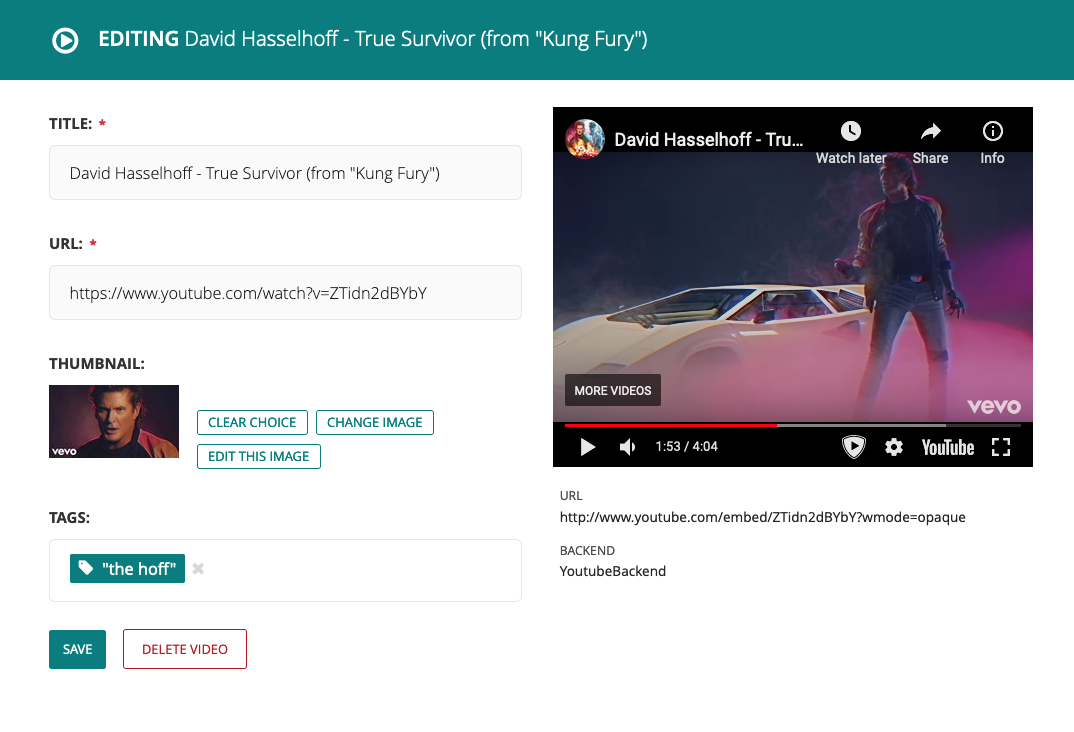 EDITING David Hasselhoff - True Survivor (from "Kung Fury")
TITLE: *
David Hasselhoff - True Survivor (from "Kung Fury")
URL: *
https://www.youtube.com/watch?v=ZTidn2dBYbY
THUMBNAIL:
vevo
CLEAR CHOICE
CHANGE IMAGE
EDIT THIS IMAGE
TAGS:
"the hoff"
SAVE
DELETE VIDEO
David Hasselhoff - Tru...
Watch later
Share
Info
MORE VIDEOS
vevo
1:53 / 4:04
YouTube
URL
http://www.youtube.com/embed/ZTidn2dBYbY?wmode=opaque
BACKEND
YoutubeBackend